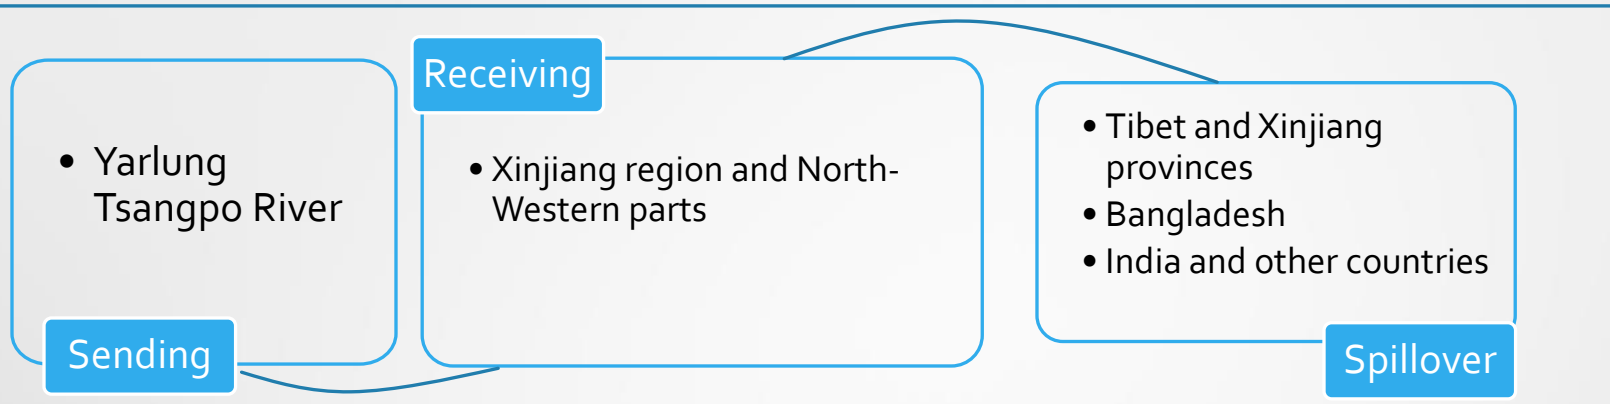 • Yarlung
Tsangpo River
Sending
Receiving
• Xinjiang region and North-
Western parts
• Tibet and Xinjiang
provinces
• Bangladesh
• India and other countries
Spillover